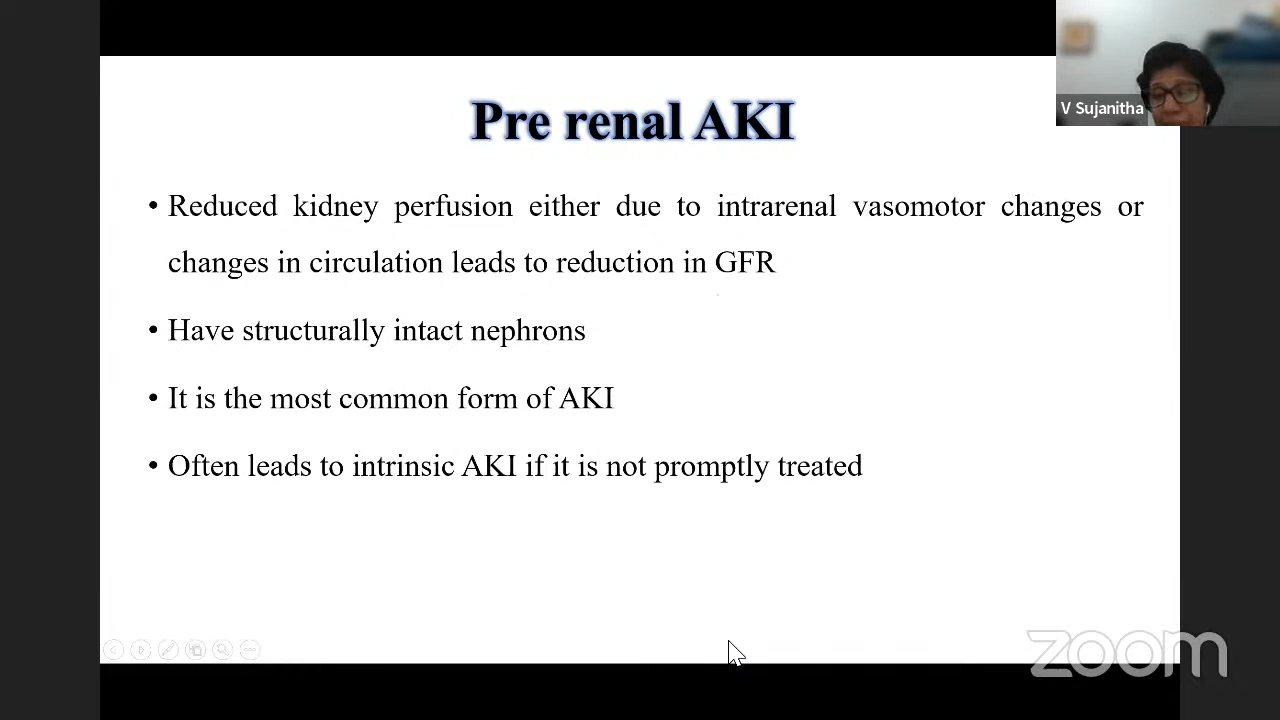 Pre renal AKI
V Sujanitha
• Reduced kidney perfusion either due to intrarenal vasomotor changes or
changes in circulation leads to reduction in GFR
• Have structurally intact nephrons
• It is the most common form of AKI
• Often leads to intrinsic AKI if it is not promptly treated
zoom